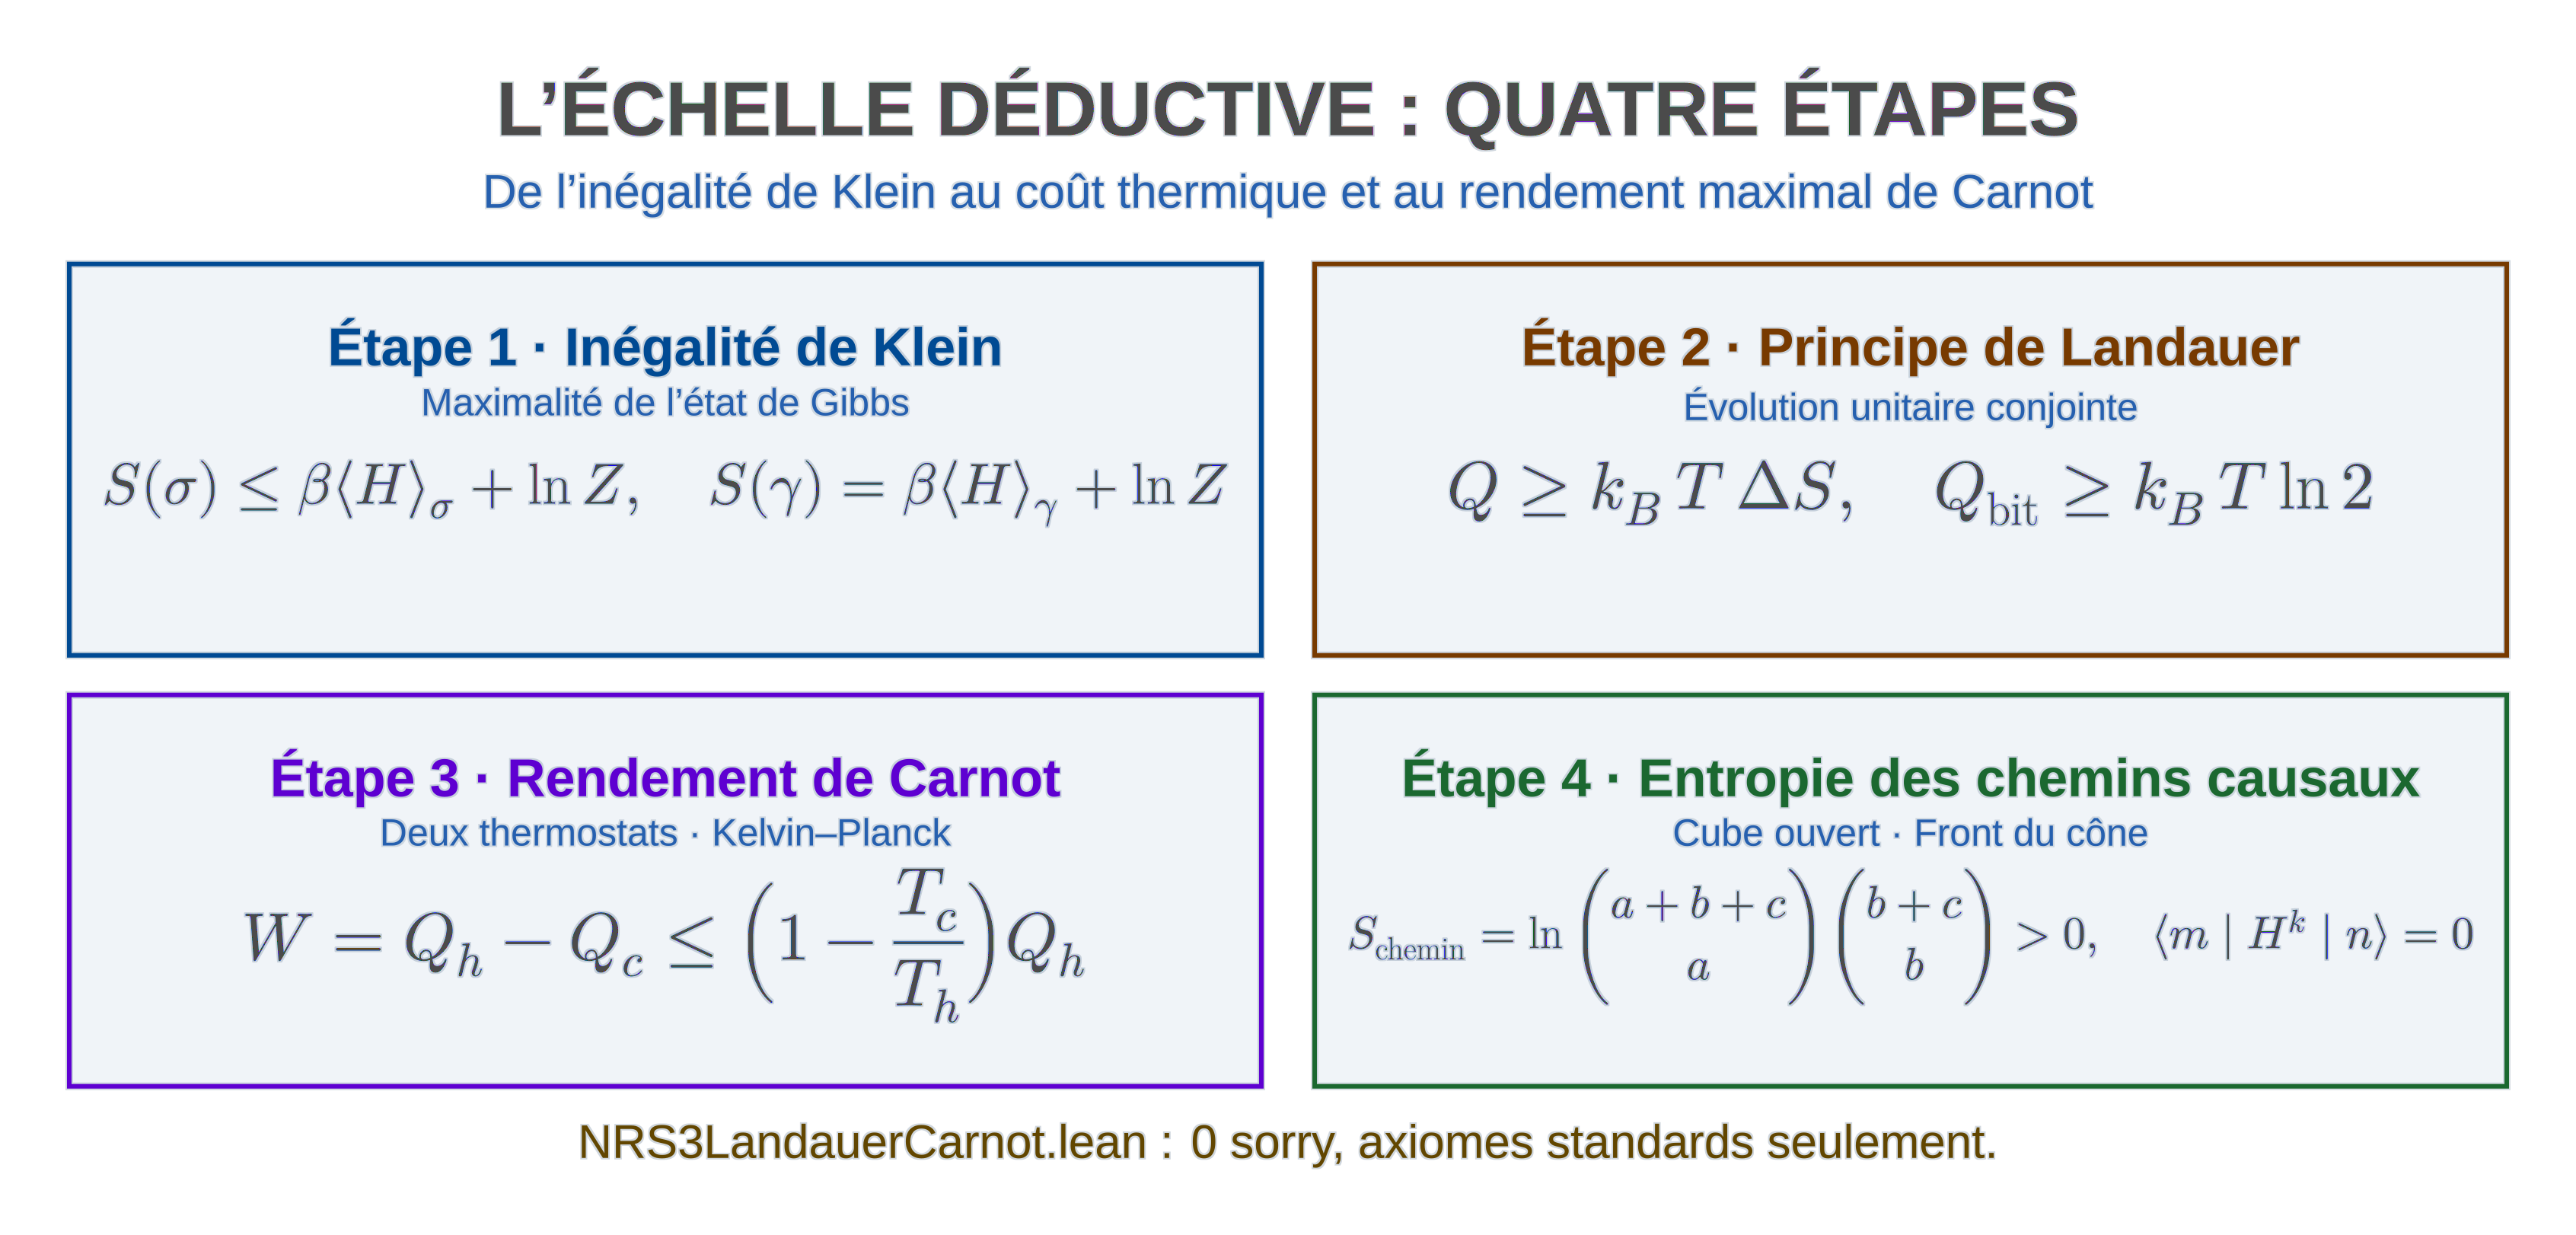 L’ÉCHELLE DÉDUCTIVE : QUATRE ÉTAPES
De l’inégalité de Klein au coût thermique et au rendement maximal de Carnot
Étape 1 · Inégalité de Klein
Maximalité de l’état de Gibbs
S(σ) ≤ β⟨H⟩_σ + ln Z, S(γ) = β⟨H⟩_γ + ln Z
Étape 2 · Principe de Landauer
Évolution unitaire conjointe
Q ≥ k_B T ΔS, Q_bit ≥ k_B T ln 2
Étape 3 · Rendement de Carnot
Deux thermostats · Kelvin–Planck
W = Q_h − Q_c ≤ (1 − T_c/T_h) Q_h
Étape 4 · Entropie des chemins causaux
Cube ouvert · Front du cône
S_chemin = ln (a + b + c a) (b + c b) > 0, ⟨m | H^k | n⟩ = 0
NRS3LandauerCarnot.lean : 0 sorry, axiomes standards seulement.